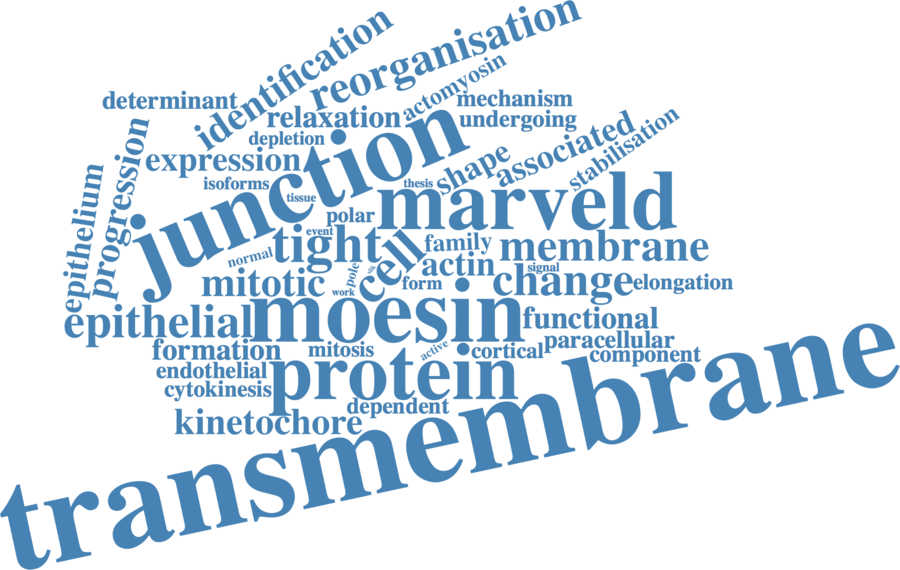 identification
reorganisation
actomyosin
determinant
mechanism
relaxation
undergoing
depletion
expression
junction
associated
stabilisation
shape
isoforms
thesis
tissue
epithelium
progression
polar
marveld
event
tight
family
membrane
normal
cell
actin
signal
pole
mitotic
form
change
elongation
work
epithelial
moesin
functional
formation
mitosis
active
cortical
paracellular
component
endothelial
protein
cytokinesis
dependent
kinetochore
transmembrane